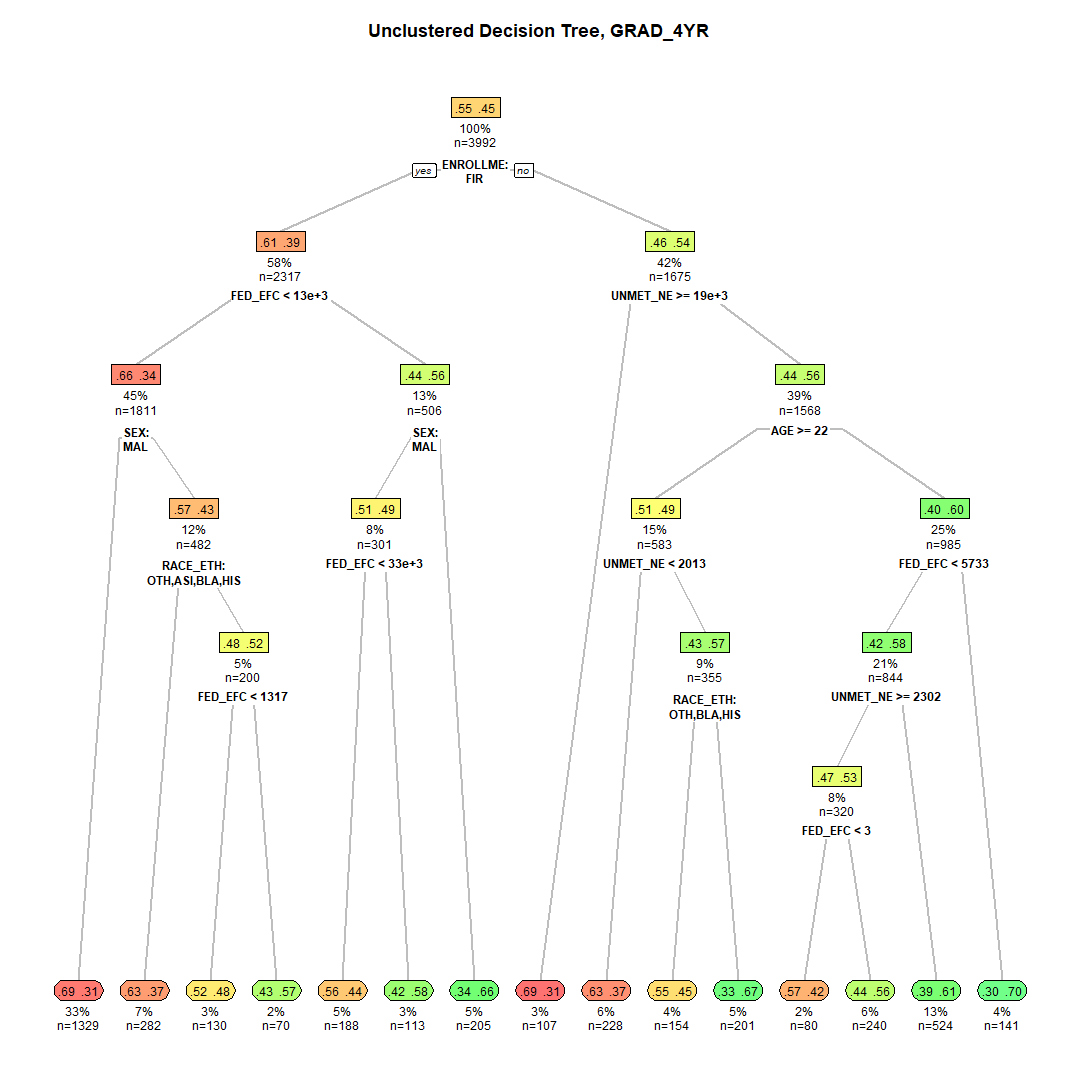 Unclustered Decision Tree, GRAD_4YR
.55 .45
100%
n=3992
yes ENROLLME: no
FIR
.61 .39
58%
n=2317
FED_EFC < 13e+3
.46 .54
42%
n=1675
UNMET_NE >= 19e+3
.66 .34
45%
n=1811
SEX:
MAL
.44 .56
13%
n=506
SEX:
MAL
.44 .56
39%
n=1568
AGE >= 22
.57 .43
12%
n=482
RACE_ETH:
OTH,ASI,BLA,HIS
.51 .49
8%
n=301
FED_EFC < 33e+3
.51 .49
15%
n=583
UNMET_NE < 2013
.40 .60
25%
n=985
FED_EFC < 5733
.48 .52
5%
n=200
FED_EFC < 1317
.43 .57
9%
n=355
RACE_ETH:
OTH,BLA,HIS
.42 .58
21%
n=844
UNMET_NE >= 2302
.47 .53
8%
n=320
FED_EFC < 3
.69 .31
33%
n=1329
.63 .37
7%
n=282
.52 .48
3%
n=130
.43 .57
2%
n=70
.56 .44
5%
n=188
.42 .58
3%
n=113
.34 .66
5%
n=205
.69 .31
3%
n=107
.63 .37
6%
n=228
.55 .45
4%
n=154
.33 .67
5%
n=201
.57 .42
2%
n=80
.44 .56
6%
n=240
.39 .61
13%
n=524
.30 .70
4%
n=141